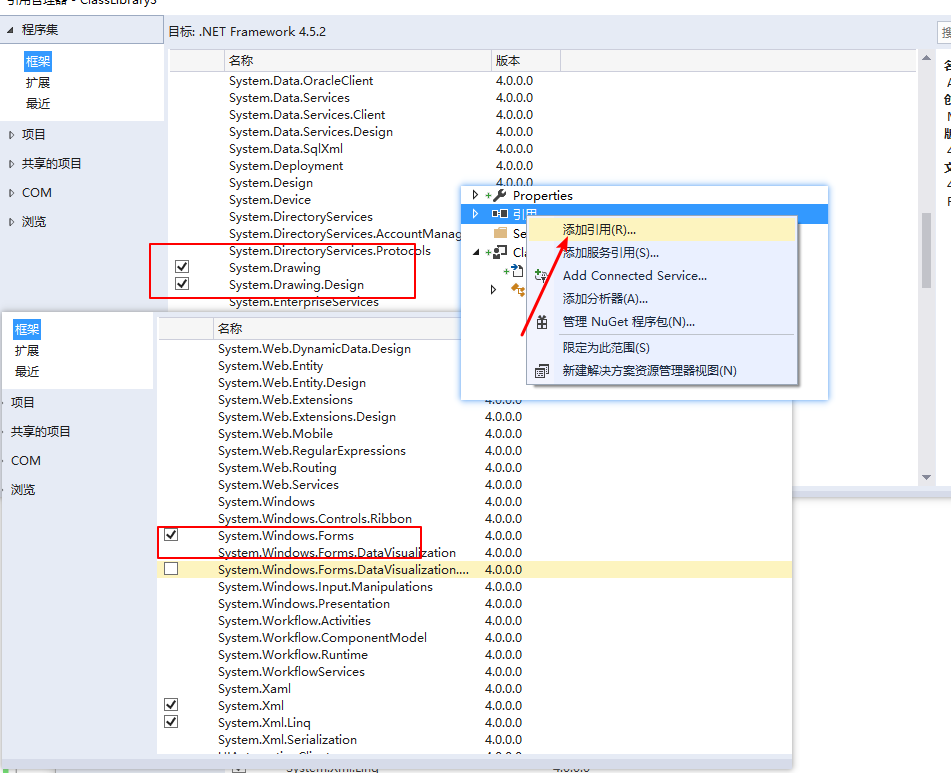 引用管理器 - ClassLibrary3
程序集
目标: .NET Framework 4.5.2
框架
扩展
最近
项目
共享的项目
COM
浏览
名称 版本
System.Data.OracleClient 4.0.0.0
System.Data.Services 4.0.0.0
System.Data.Services.Client 4.0.0.0
System.Data.Services.Design 4.0.0.0
System.Data.SqlXml 4.0.0.0
System.Deployment 4.0.0.0
System.Design 4.0.0.0
System.Device
System.DirectoryServices
System.DirectoryServices.AccountManag
System.DirectoryServices.Protocols
System.Drawing
System.Drawing.Design
System.EnterpriseServices
Properties
引用
Se
Cla
添加引用(R)...
添加服务引用(S)...
Add Connected Service...
添加分析器(A)...
管理 NuGet 程序包(N)...
限定为此范围(S)
新建解决方案资源管理器视图(N)
框架
扩展
最近
项目
共享的项目
COM
浏览
名称
System.Web.DynamicData.Design
System.Web.Entity
System.Web.Entity.Design
System.Web.Extensions 4.0.0.0
System.Web.Extensions.Design 4.0.0.0
System.Web.Mobile 4.0.0.0
System.Web.RegularExpressions 4.0.0.0
System.Web.Routing 4.0.0.0
System.Web.Services 4.0.0.0
System.Windows 4.0.0.0
System.Windows.Controls.Ribbon 4.0.0.0
System.Windows.Forms 4.0.0.0
System.Windows.Forms.DataVisualization 4.0.0.0
System.Windows.Forms.DataVisualization.... 4.0.0.0
System.Windows.Input.Manipulations 4.0.0.0
System.Windows.Presentation 4.0.0.0
System.Workflow.Activities 4.0.0.0
System.Workflow.ComponentModel 4.0.0.0
System.Workflow.Runtime 4.0.0.0
System.WorkflowServices 4.0.0.0
System.Xaml 4.0.0.0
System.Xml 4.0.0.0
System.Xml.Linq 4.0.0.0
System.Xml.Serialization 4.0.0.0
System.Xml.Linq 4.0.0.0